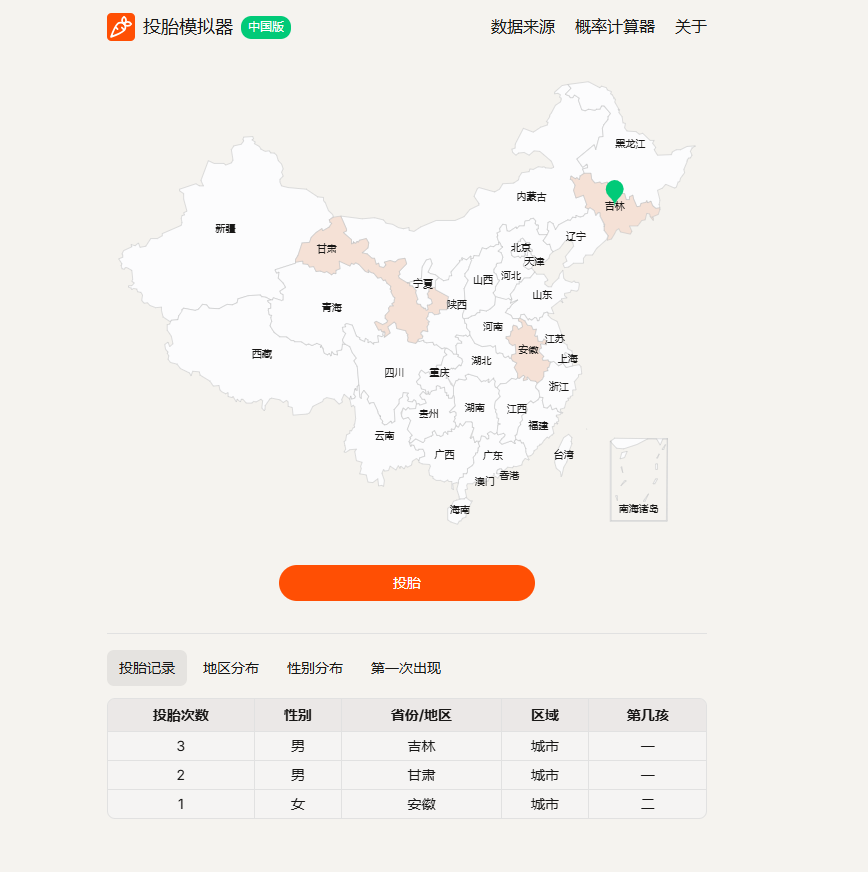 投胎模拟器 中国版 数据来源 概率计算器 关于
黑龙江
内蒙古
吉林
新疆
辽宁
甘肃
北京
天津
宁夏 山西 河北
青海 陕西 山东
河南
西藏 安徽 江苏
四川 重庆 湖北 上海
浙江
贵州 湖南 江西
云南 福建
广西 广东 台湾
澳门 香港
海南 南海诸岛
投胎
投胎记录 地区分布 性别分布 第一次出现
投胎次数 性别 省份/地区 区域 第几孩
3 男 吉林 城市 一
2 男 甘肃 城市 一
1 女 安徽 城市 二